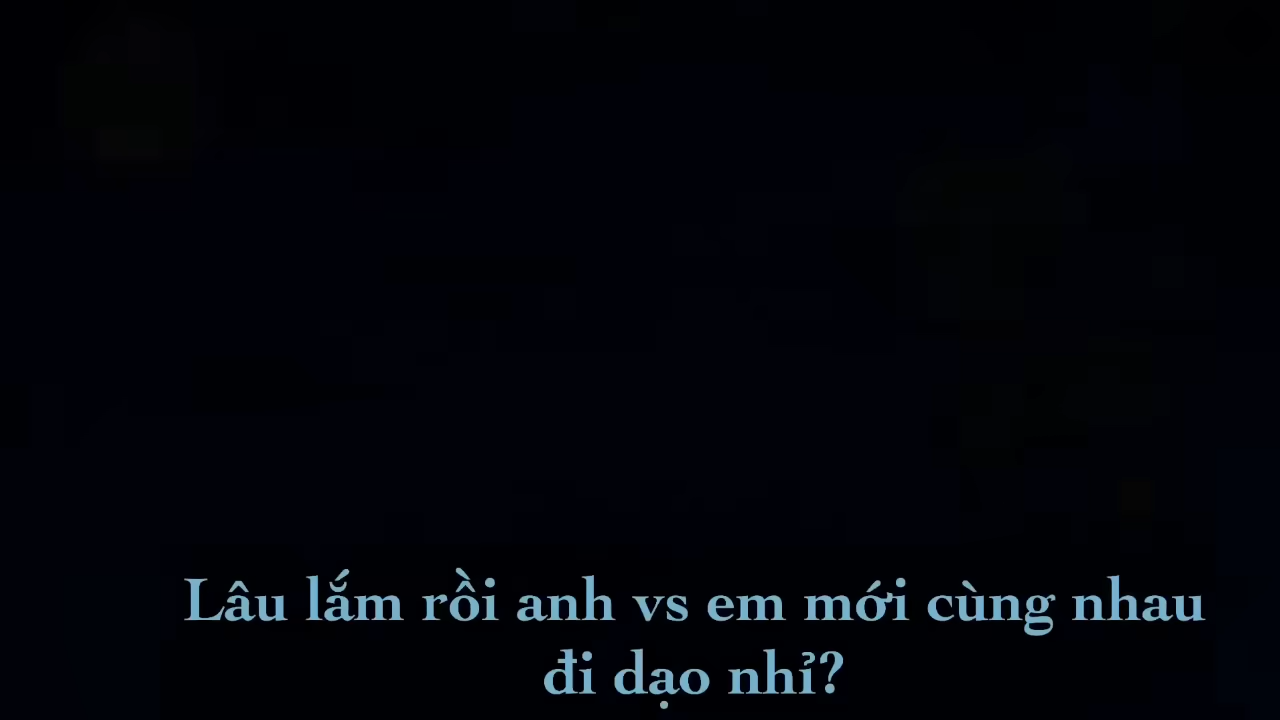 Lâu lắm rồi anh vs em mới cùng nhau
đi dạo nhỉ?